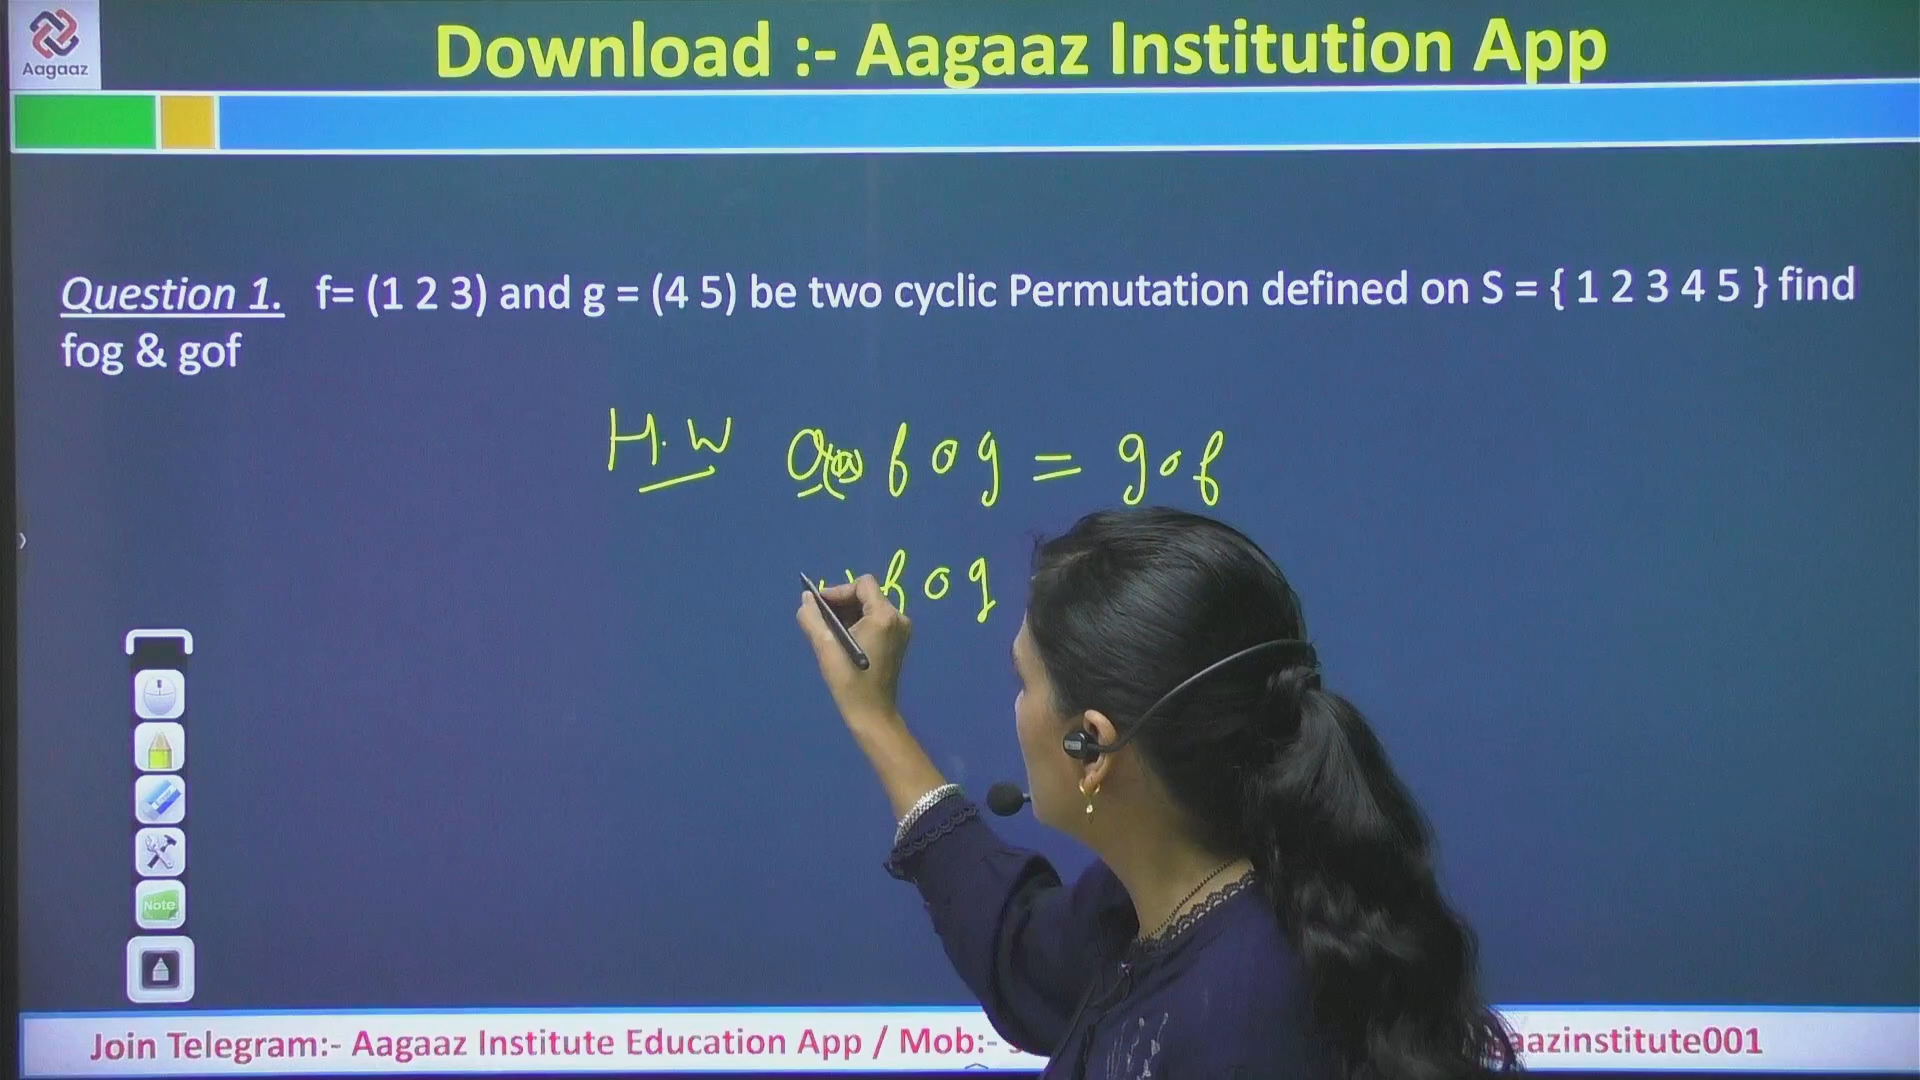 Aagaaz
Download :- Aagaaz Institution App
Question 1. f= (1 2 3) and g = (4 5) be two cyclic Permutation defined on S = { 1 2 3 4 5 } find
fog & gof
H.W fog = gof
fog
Note
Join Telegram:- Aagaaz Institute Education App / Mob:- aazinstitute001